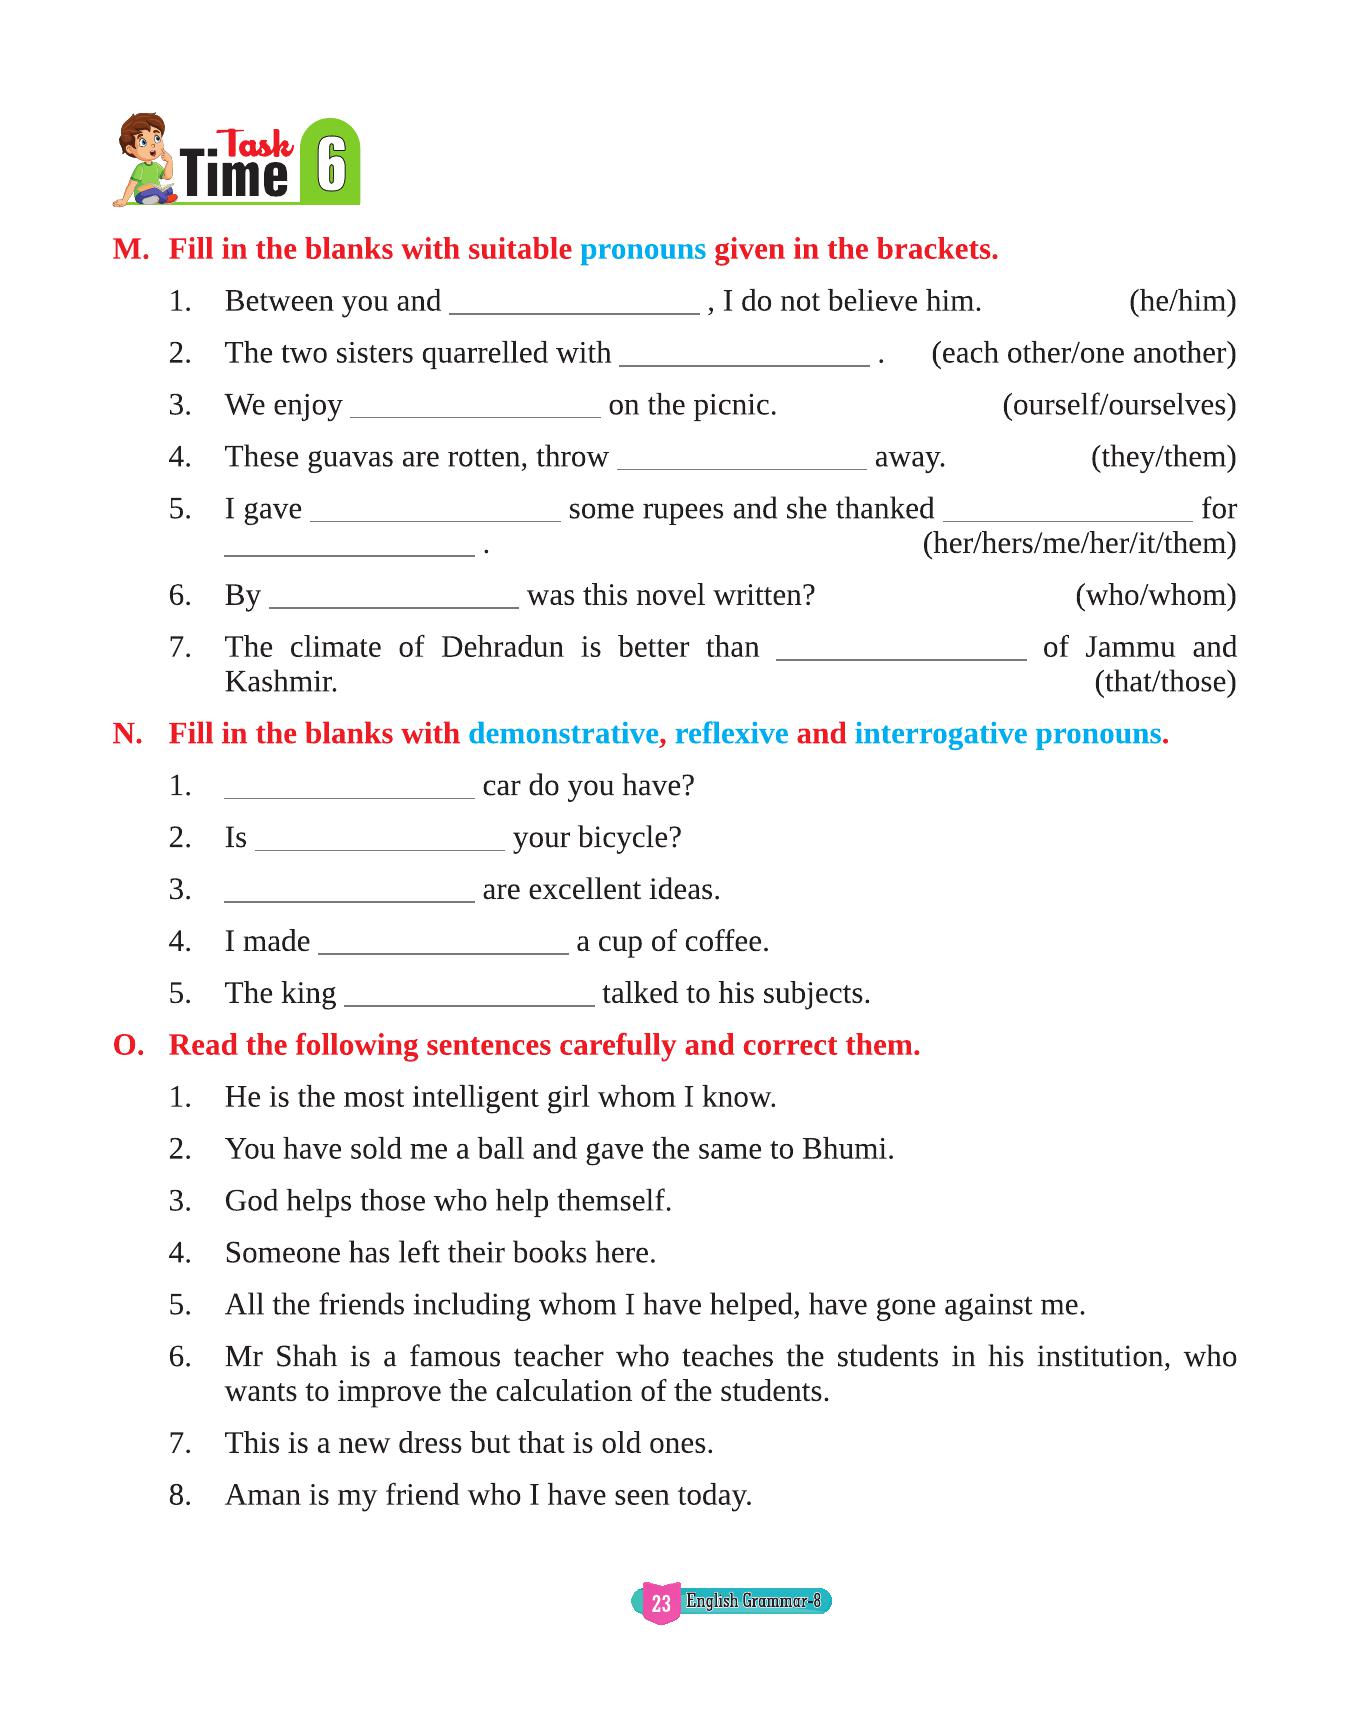 Task
Time 6
M. Fill in the blanks with suitable pronouns given in the brackets.
1. Between you and ________________ , I do not believe him. (he/him)
2. The two sisters quarrelled with ________________ . (each other/one another)
3. We enjoy ________________ on the picnic. (ourself/ourselves)
4. These guavas are rotten, throw ________________ away. (they/them)
5. I gave ________________ some rupees and she thanked ________________ for
________________ . (her/hers/me/her/it/them)
6. By ________________ was this novel written? (who/whom)
7. The climate of Dehradun is better than ________________ of Jammu and
Kashmir. (that/those)
N. Fill in the blanks with demonstrative, reflexive and interrogative pronouns.
1. ________________ car do you have?
2. Is ________________ your bicycle?
3. ________________ are excellent ideas.
4. I made ________________ a cup of coffee.
5. The king ________________ talked to his subjects.
O. Read the following sentences carefully and correct them.
1. He is the most intelligent girl whom I know.
2. You have sold me a ball and gave the same to Bhumi.
3. God helps those who help themself.
4. Someone has left their books here.
5. All the friends including whom I have helped, have gone against me.
6. Mr Shah is a famous teacher who teaches the students in his institution, who
wants to improve the calculation of the students.
7. This is a new dress but that is old ones.
8. Aman is my friend who I have seen today.
23 English Grammar-8